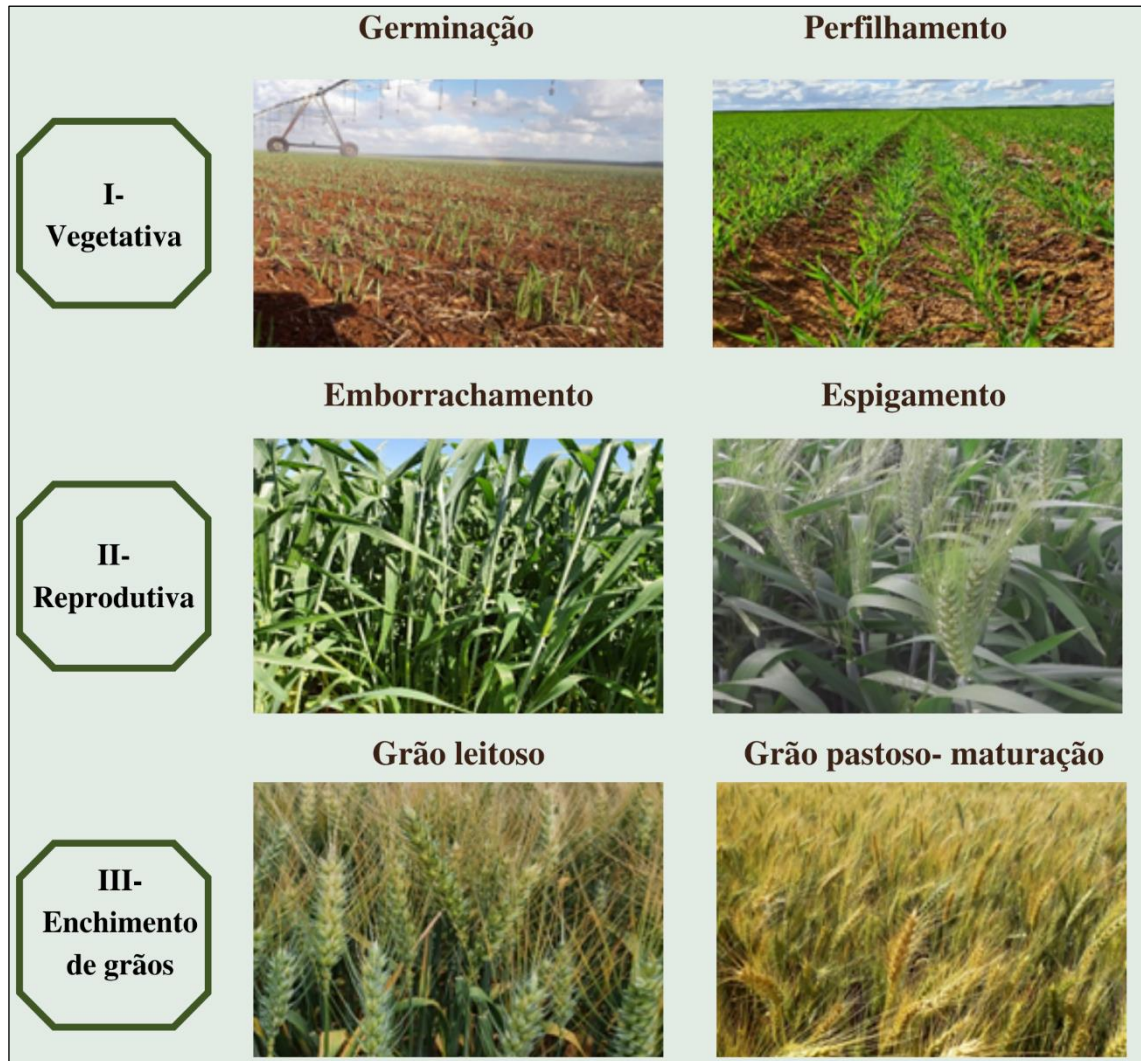 Germinação
Perfilhamento
I-
Vegetativa
Emborrachamento
Espigamento
II-
Reprodutiva
Grão leitoso
Grão pastoso- maturação
III-
Enchimento
de grãos